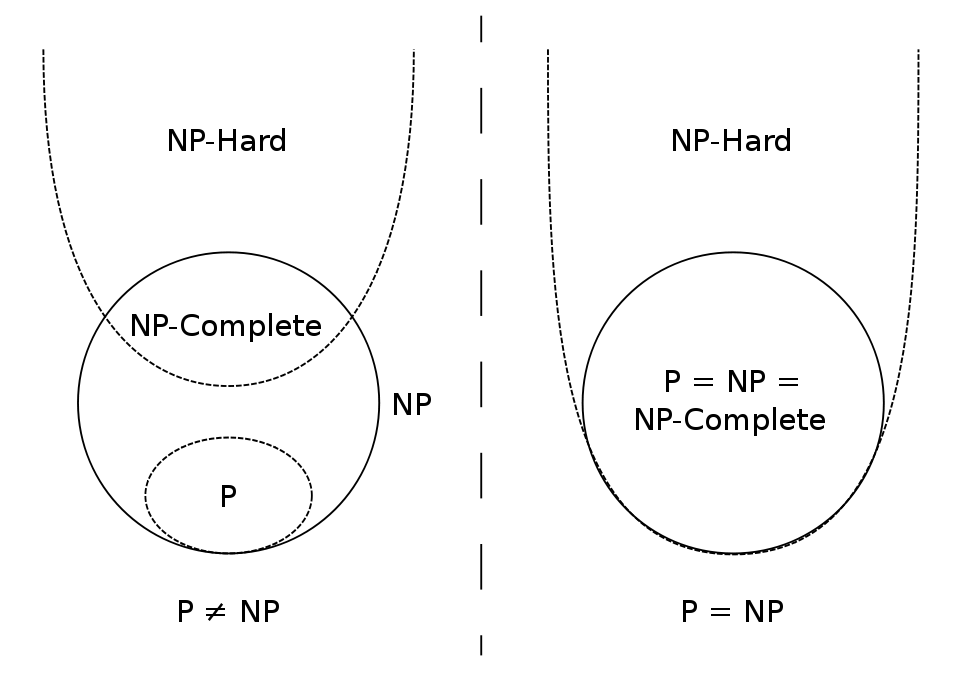 NP-Hard
NP-Complete
NP
P
P ≠ NP
NP-Hard
P = NP =
NP-Complete
P = NP